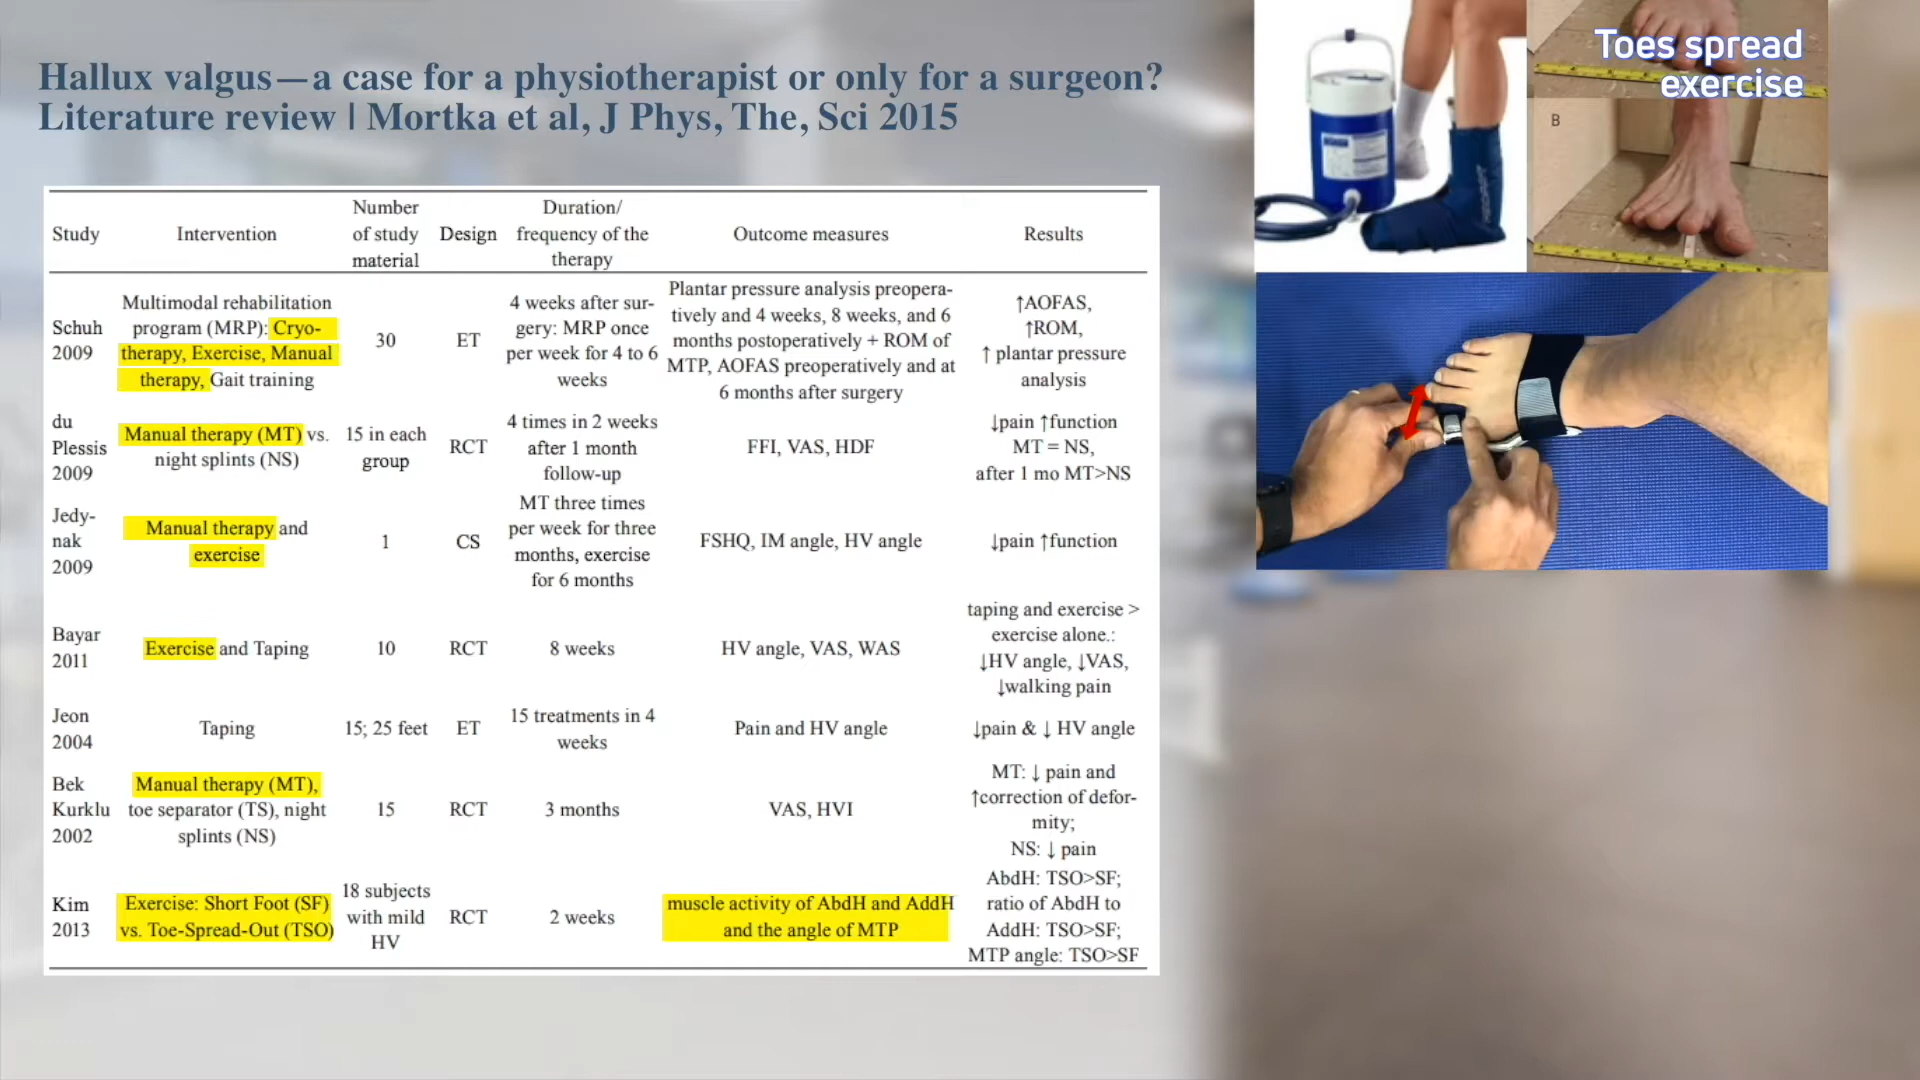 Hallux valgus—a case for a physiotherapist or only for a surgeon?
Literature review | Mortka et al, J Phys, The, Sci 2015
Toes spread
exercise
B
Study
Intervention
Number
of study
material
Design
Duration/
frequency of the
therapy
Outcome measures
Results
Schuh
2009
Multimodal rehabilitation
program (MRP): Cryo-
therapy, Exercise, Manual
therapy, Gait training
30
ET
4 weeks after sur-
gery: MRP once
per week for 4 to 6
weeks
Plantar pressure analysis preopera-
tively and 4 weeks, 8 weeks, and 6
months postoperatively + ROM of
MTP, AOFAS preoperatively and at
6 months after surgery
↑AOFAS,
↑ROM,
↑ plantar pressure
analysis
du
Plessis
2009
Manual therapy (MT) vs.
night splints (NS)
15 in each
group
RCT
4 times in 2 weeks
after 1 month
follow-up
FFI, VAS, HDF
↓pain ↑function
MT = NS,
after 1 mo MT>NS
Jedy-
nak
2009
Manual therapy and
exercise
1
CS
MT three times
per week for three
months, exercise
for 6 months
FSHQ, IM angle, HV angle
↓pain ↑function
Bayar
2011
Exercise and Taping
10
RCT
8 weeks
HV angle, VAS, WAS
taping and exercise >
exercise alone.:
↓HV angle, ↓VAS,
↓walking pain
Jeon
2004
Taping
15; 25 feet
ET
15 treatments in 4
weeks
Pain and HV angle
↓pain & ↓ HV angle
Bek
Kurklu
2002
Manual therapy (MT),
toe separator (TS), night
splints (NS)
15
RCT
3 months
VAS, HVI
MT: ↓ pain and
↑correction of defor-
mity;
NS: ↓ pain
Kim
2013
Exercise: Short Foot (SF)
vs. Toe-Spread-Out (TSO)
18 subjects
with mild
HV
RCT
2 weeks
muscle activity of AbdH and AddH
and the angle of MTP
AbdH: TSO>SF;
ratio of AbdH to
AddH: TSO>SF;
MTP angle: TSO>SF